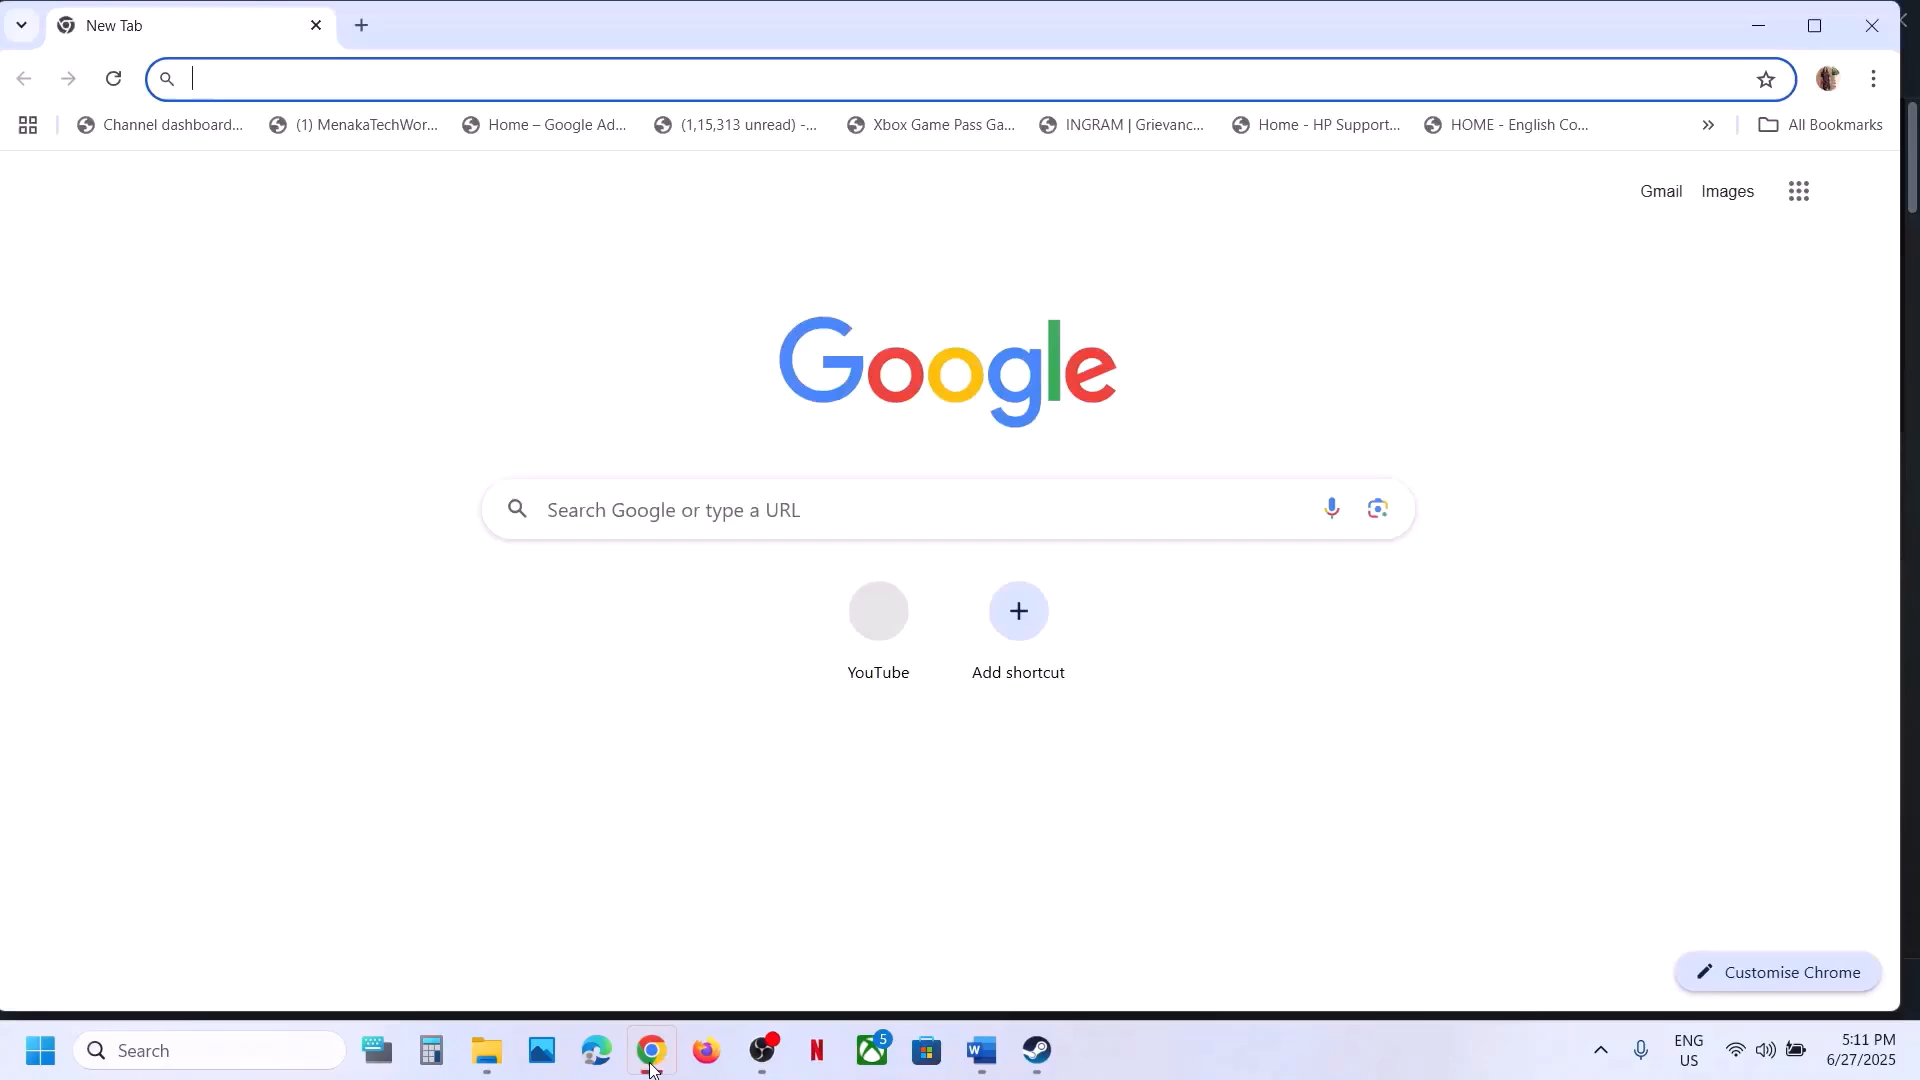 New Tab
Channel dashboard...
(1) MenakaTechWor...
Home – Google Ad...
(1,15,313 unread) -...
Xbox Game Pass Ga...
INGRAM | Grievanc...
Home - HP Support...
HOME - English Co...
All Bookmarks
Gmail
Images
Google
Search Google or type a URL
YouTube
Add shortcut
Customise Chrome
Search
N
5
W
ENG
US
5:11 PM
6/27/2025